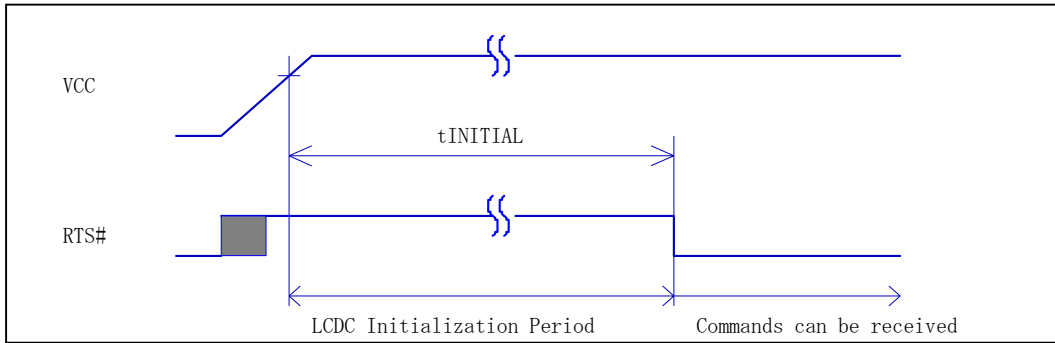 VCC
tINITIAL
RTS#
LCDC Initialization Period
Commands can be received